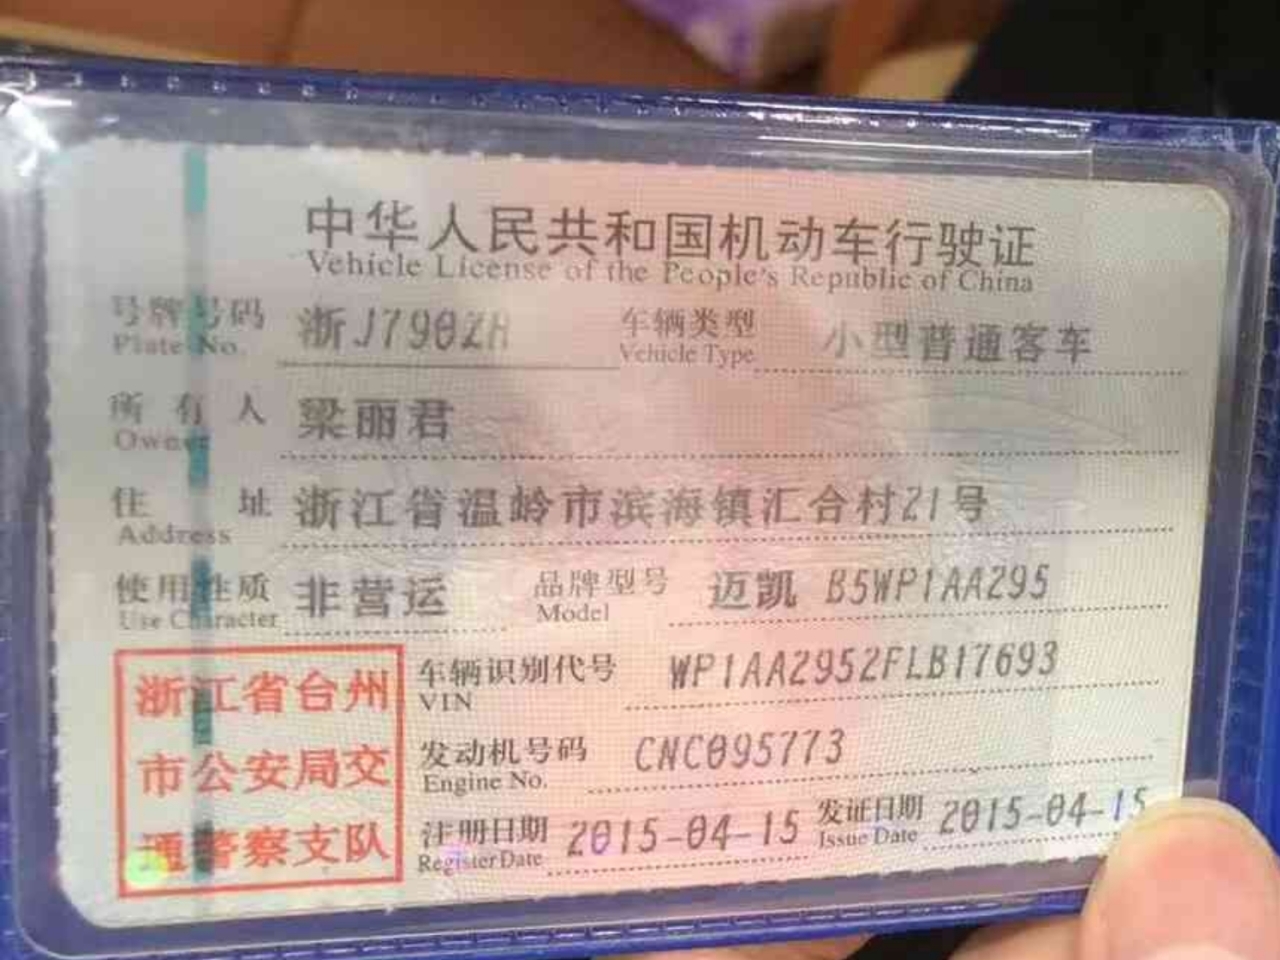 中华人民共和国机动车行驶证
Vehicle License of the People's Republic of China
号牌号码 浙J7902H 车辆类型 小型普通客车
Plate No. Vehicle Type
所有人 梁丽君
Owner
住址 浙江省温岭市滨海镇汇合村21号
Address
使用性质 非营运 品牌型号 迈凯 B5WP1AA295
Use Character Model
浙江省台州
市公安局交
通警察支队
车辆识别代号 WP1AA2952FLB17693
VIN
发动机号码 CNC095773
Engine No.
注册日期 2015-04-15 发证日期 2015-04-15
Register Date Issue Date